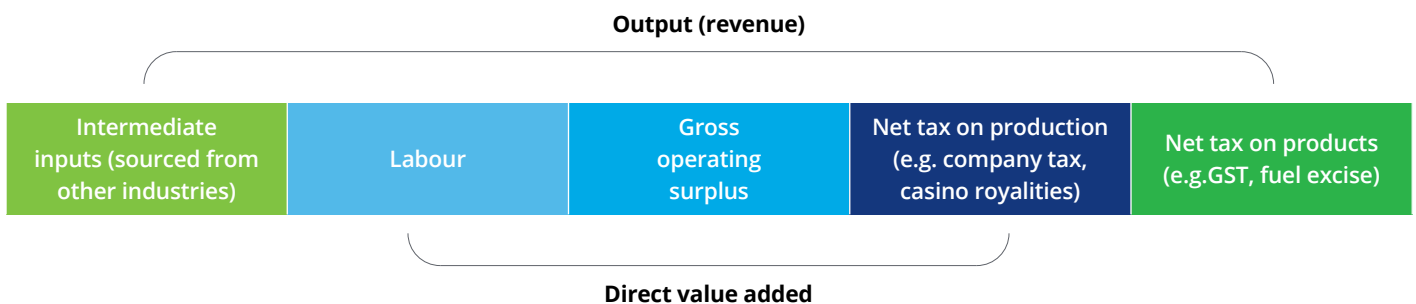 Output (revenue)
Intermediate
inputs (sourced from
other industries)
Labour
Gross
operating
surplus
Net tax on production
(e.g. company tax,
casino royalities)
Net tax on products
(e.g.GST, fuel excise)
Direct value added